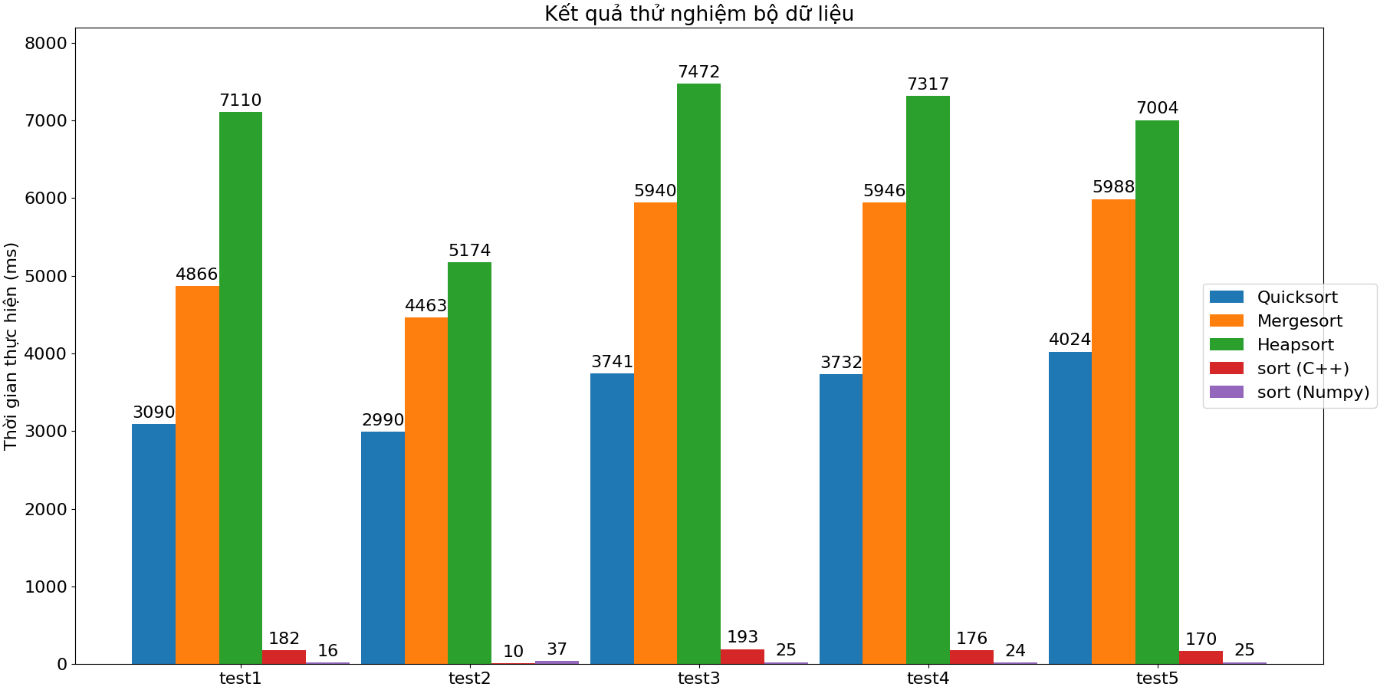 Kết quả thử nghiệm bộ dữ liệu
Thời gian thực hiện (ms)
8000
7000
6000
5000
4000
3000
2000
1000
0
3090 4866 7110 182 16
2990 4463 5174 10 37
3741 5940 7472 193 25
3732 5946 7317 176 24
4024 5988 7004 170 25
test1 test2 test3 test4 test5
Quicksort
Mergesort
Heapsort
sort (C++)
sort (Numpy)